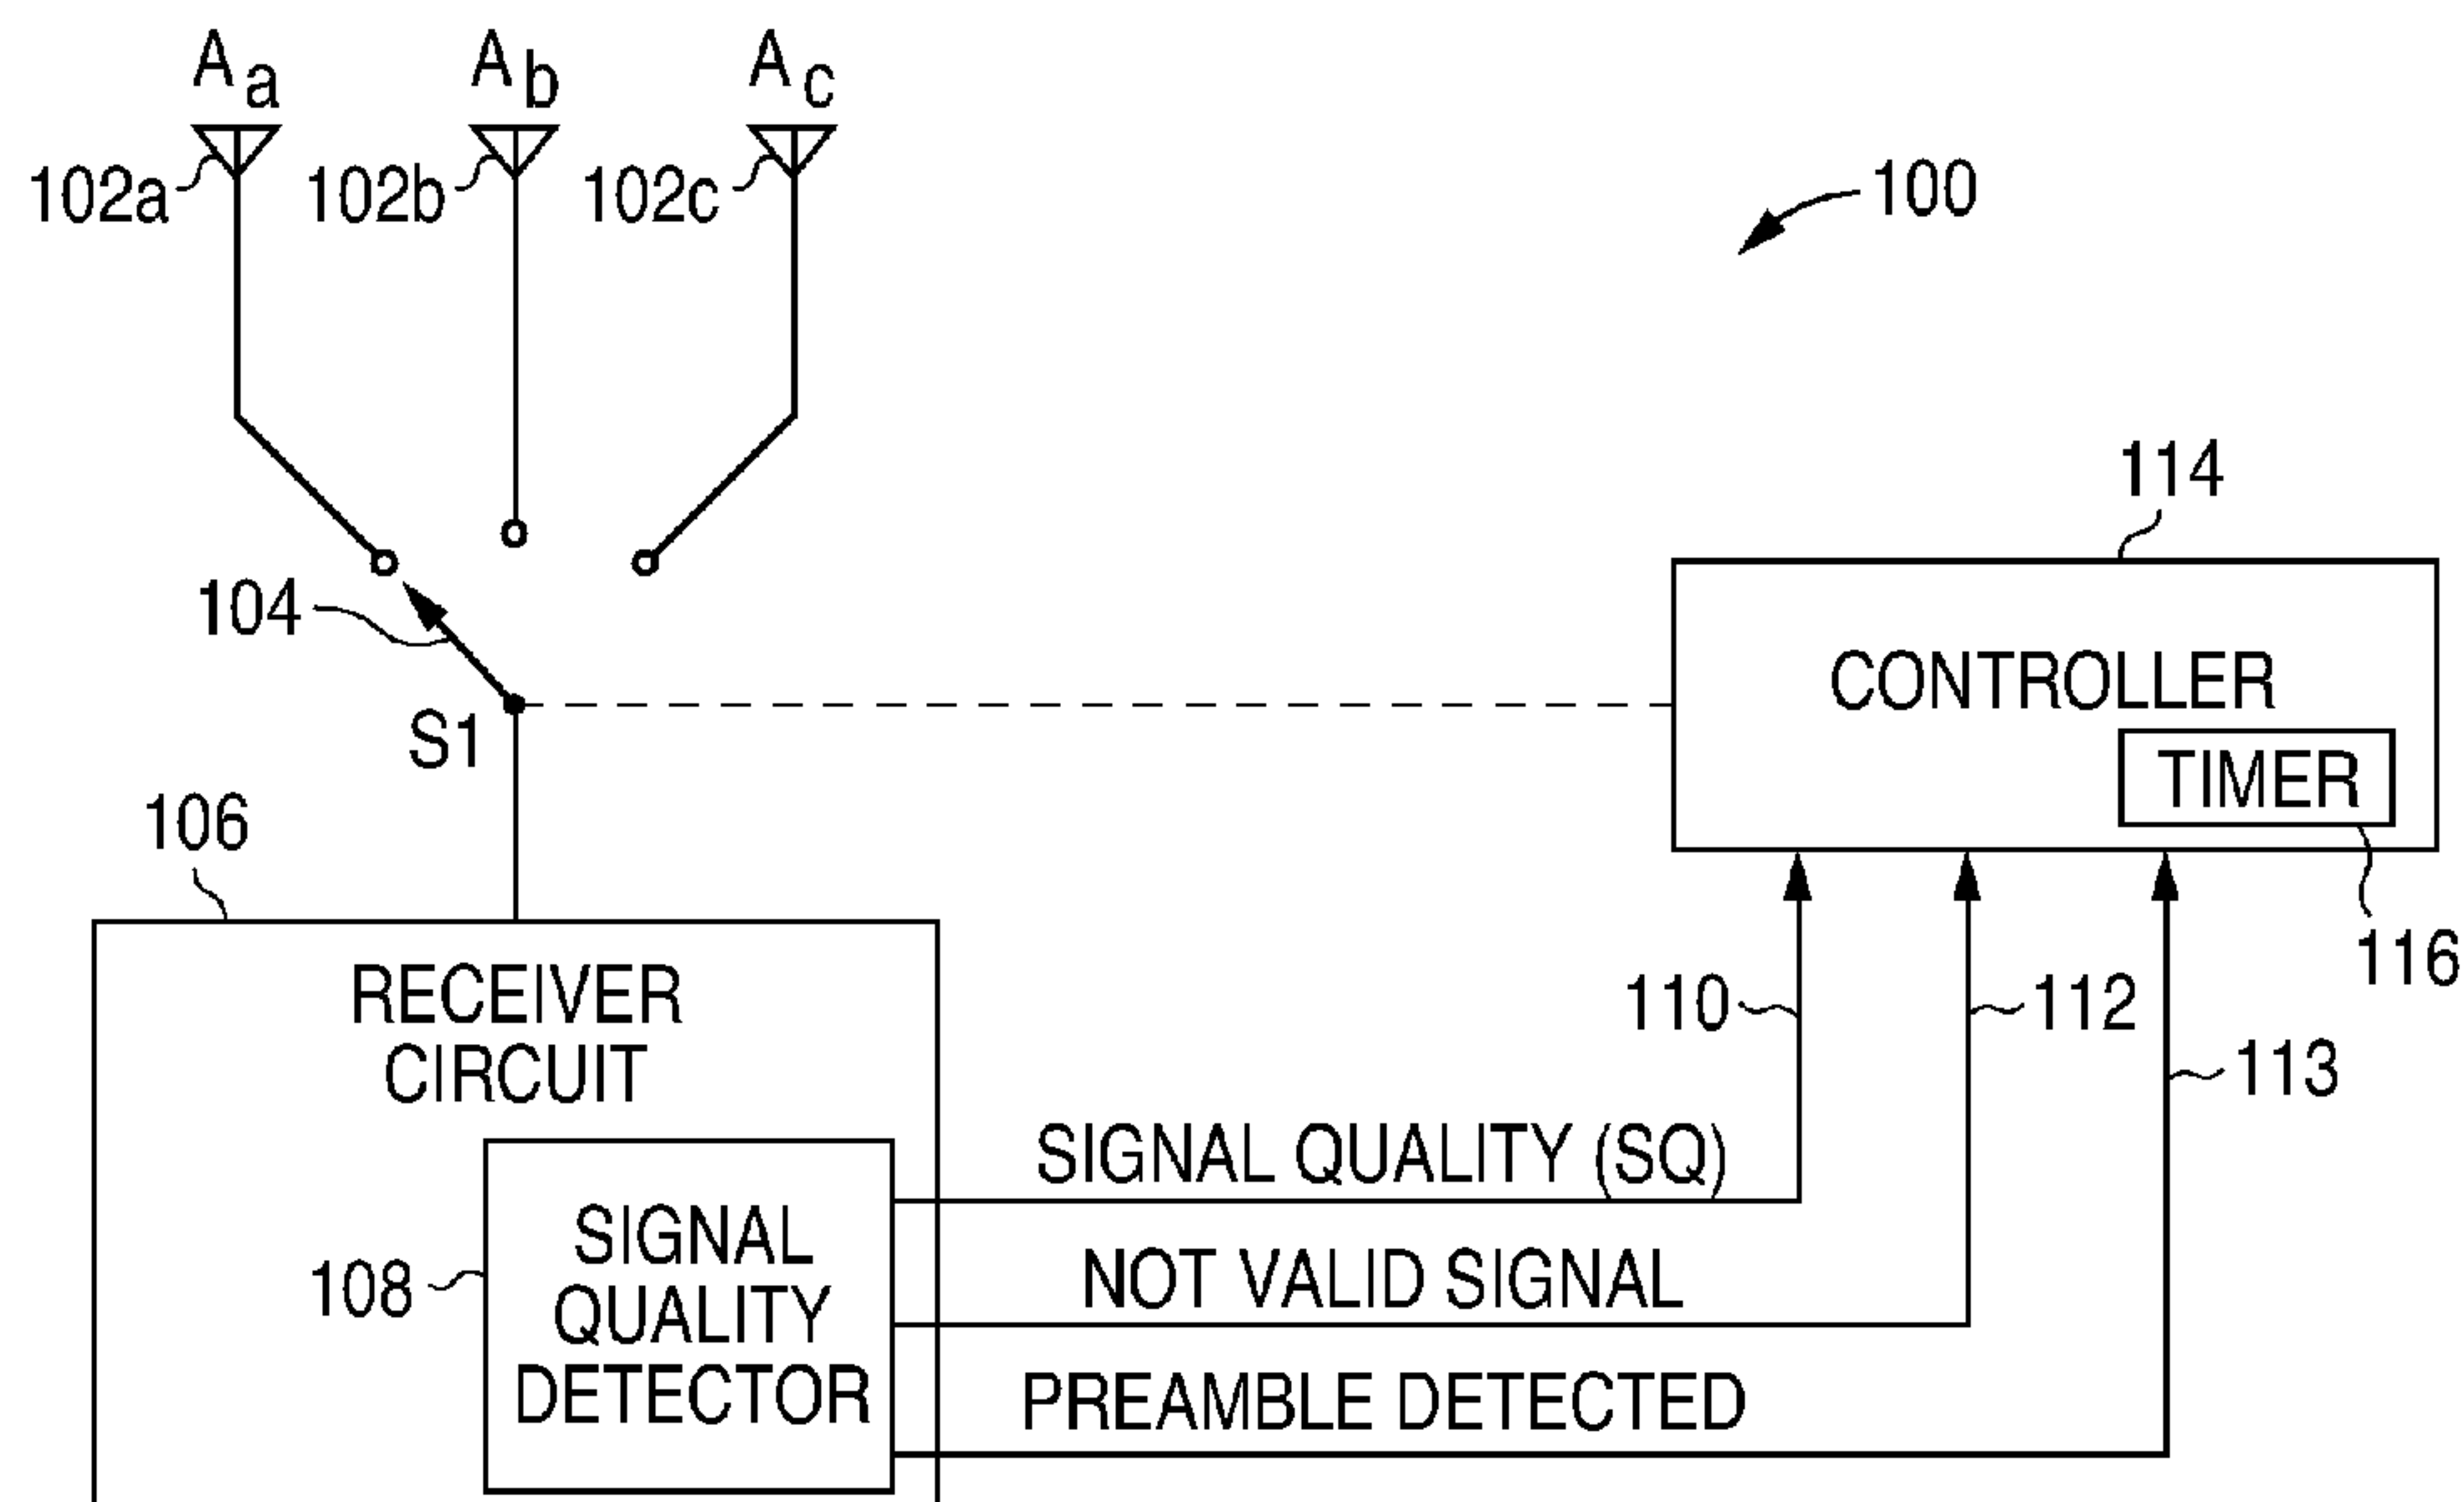 Aa Ab Ac
102a 102b 102c
100
114
104
CONTROLLER
S1
TIMER
106
116
RECEIVER
CIRCUIT
110
112
113
SIGNAL QUALITY (SQ)
SIGNAL
QUALITY
DETECTOR
108
NOT VALID SIGNAL
PREAMBLE DETECTED